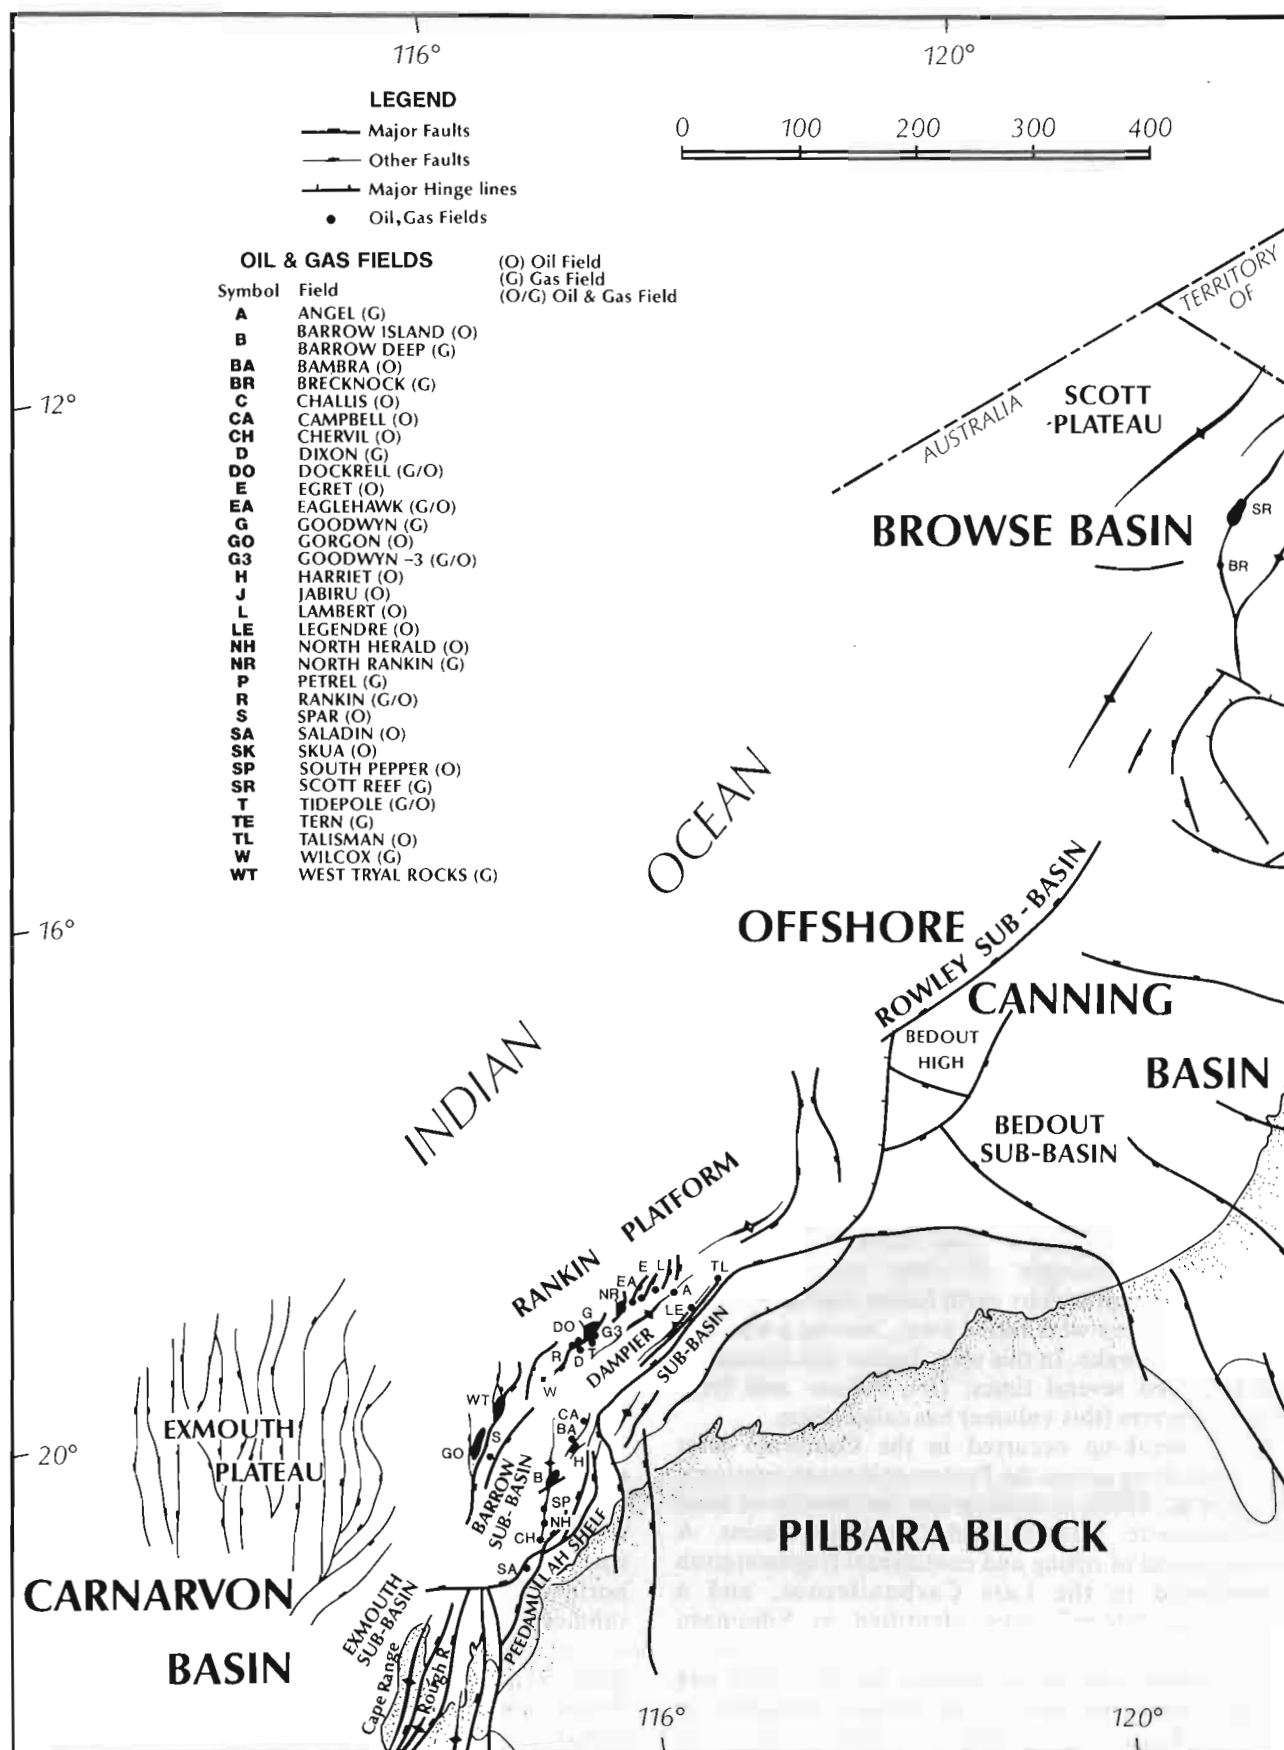 116°
120°
LEGEND
Major Faults
Other Faults
Major Hinge lines
Oil, Gas Fields
0 100 200 300 400
OIL & GAS FIELDS
(O) Oil Field
(G) Gas Field
(O/G) Oil & Gas Field
Symbol Field
A ANGEL (G)
B BARROW ISLAND (O)
BARROW DEEP (G)
BA BAMBRA (O)
BR BRECKNOCK (G)
C CHALLIS (O)
CA CAMPBELL (O)
CH CHERVIL (O)
D DIXON (G)
DO DOCKRELL (G/O)
E EGRET (O)
EA EAGLEHAWK (G/O)
G GOODWYN (G)
GO GORGON (O)
G3 GOODWYN -3 (G/O)
H HARRIET (O)
J JABIRU (O)
L LAMBERT (O)
LE LEGENDRE (O)
NH NORTH HERALD (O)
NR NORTH RANKIN (G)
P PETREL (G)
R RANKIN (G/O)
S SPAR (O)
SA SALADIN (O)
SK SKUA (O)
SP SOUTH PEPPER (O)
SR SCOTT REEF (G)
T TIDEPOLE (G/O)
TE TERN (G)
TL TALISMAN (O)
W WILCOX (G)
WT WEST TRYAL ROCKS (G)
TERRITORY
OF
12°
SCOTT
PLATEAU
AUSTRALIA
BROWSE BASIN
SR
BR
INDIAN OCEAN
16°
OFFSHORE
CANNING
BASIN
ROWLEY SUB-BASIN
BEDOUT
HIGH
BEDOUT
SUB-BASIN
RANKIN PLATFORM
E
L
TL
EA
NR
A
G
LE
DO
G3
R
D
T
DAMPIER
SUB-BASIN
W
WT
CA
BA
S
GO
H
B
EXMOUTH
PLATEAU
20°
BARROW
SUB-BASIN
SP
NH
CH
SA
PEEDAMULLAH SHELF
PILBARA BLOCK
CARNARVON
BASIN
EXMOUTH
SUB-BASIN
Cape Range
Rough R
116°
120°